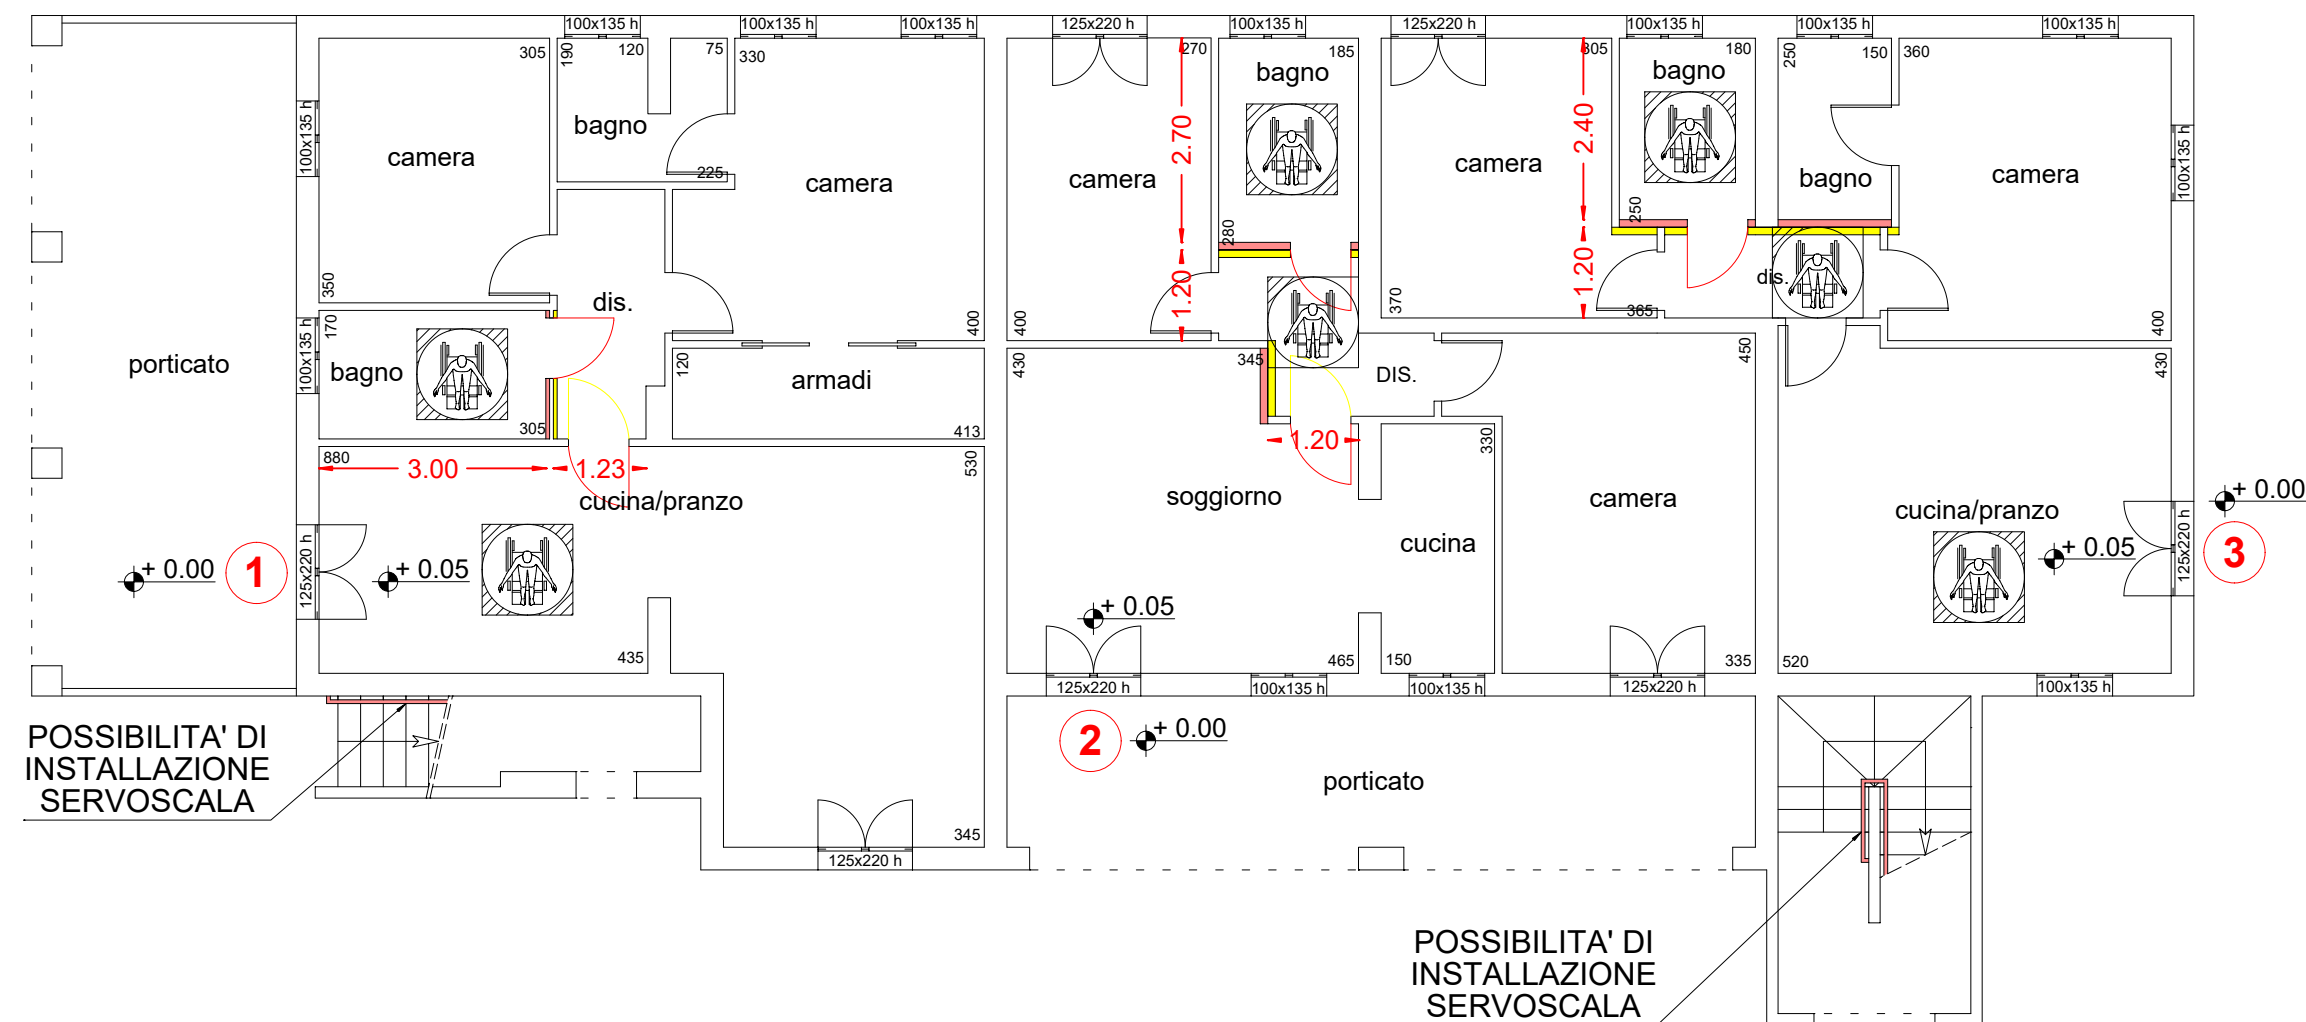 100x135 h
100x135 h
100x135 h
125x220 h
100x135 h
125x220 h
100x135 h
100x135 h
100x135 h
305
190
120
75
330
270
185
305
180
250
150
360
bagno
bagno
100x135 h
camera
bagno
camera
225
camera
2.70
camera
2.40
bagno
camera
100x135 h
350
dis.
400
400
280
1.20
370
250
1.20
365
dis.
400
porticato
100x135 h
170
bagno
305
120
armadi
413
430
345
DIS.
450
430
880
3.00
1.23
530
1.20
330
cucina/pranzo
soggiorno
camera
cucina/pranzo
cucina
+ 0.00
+ 0.00
1
125x220 h
+ 0.05
+ 0.05
125x220 h
3
+ 0.05
435
465
150
335
520
125x220 h
100x135 h
100x135 h
125x220 h
100x135 h
POSSIBILITA' DI
INSTALLAZIONE
SERVOSCALA
2
+ 0.00
porticato
345
125x220 h
POSSIBILITA' DI
INSTALLAZIONE
SERVOSCALA